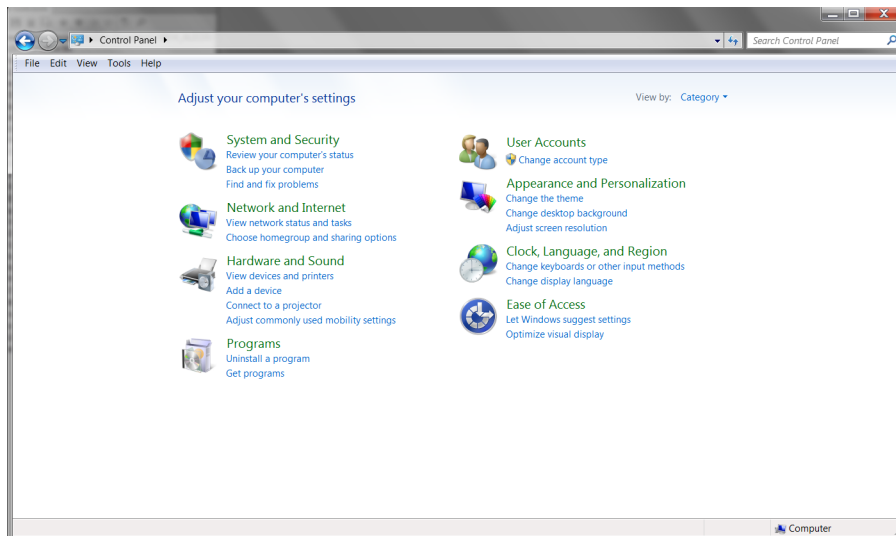 Control Panel
Search Control Panel
File Edit View Tools Help
Adjust your computer's settings
View by: Category
System and Security
Review your computer's status
Back up your computer
Find and fix problems
Network and Internet
View network status and tasks
Choose homegroup and sharing options
Hardware and Sound
View devices and printers
Add a device
Connect to a projector
Adjust commonly used mobility settings
Programs
Uninstall a program
Get programs
User Accounts
Change account type
Appearance and Personalization
Change the theme
Change desktop background
Adjust screen resolution
Clock, Language, and Region
Change keyboards or other input methods
Change display language
Ease of Access
Let Windows suggest settings
Optimize visual display
Computer